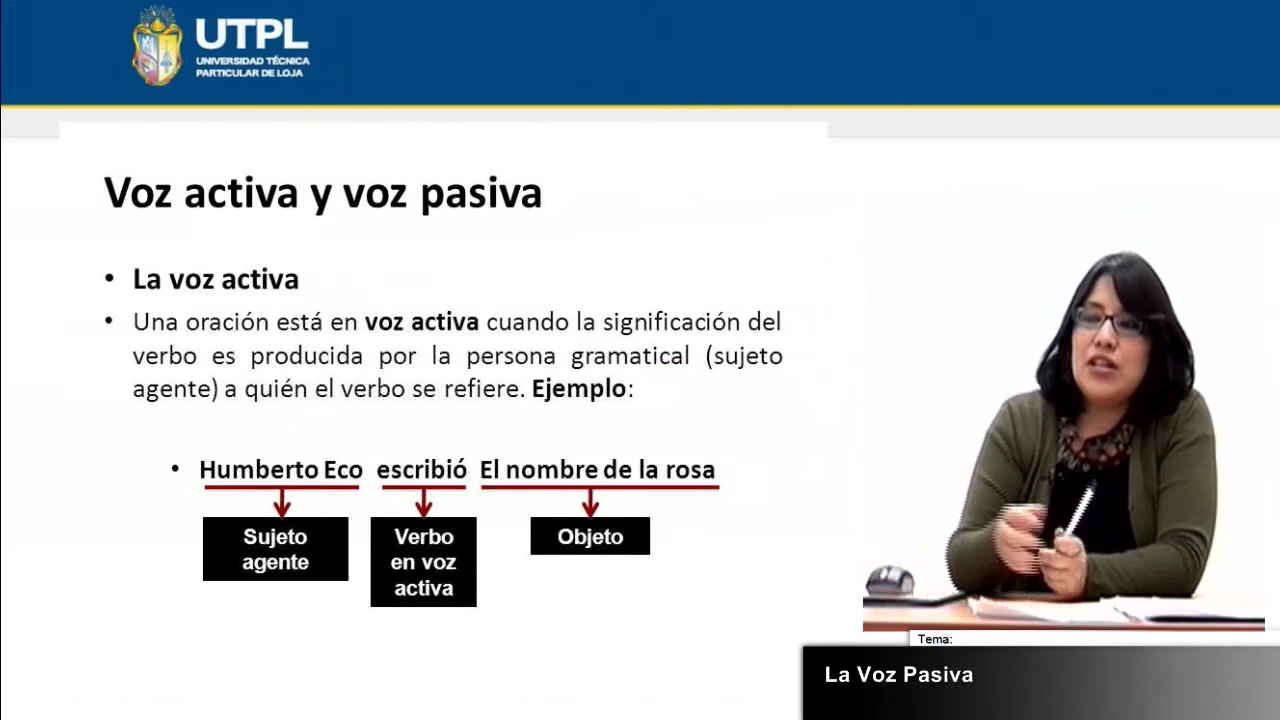 UTPL
UNIVERSIDAD TÉCNICA
PARTICULAR DE LOJA
Voz activa y voz pasiva
• La voz activa
• Una oración está en voz activa cuando la significación del
verbo es producida por la persona gramatical (sujeto
agente) a quién el verbo se refiere. Ejemplo:
• Humberto Eco escribió El nombre de la rosa
Sujeto
agente
Verbo
en voz
activa
Objeto
Tema:
La Voz Pasiva